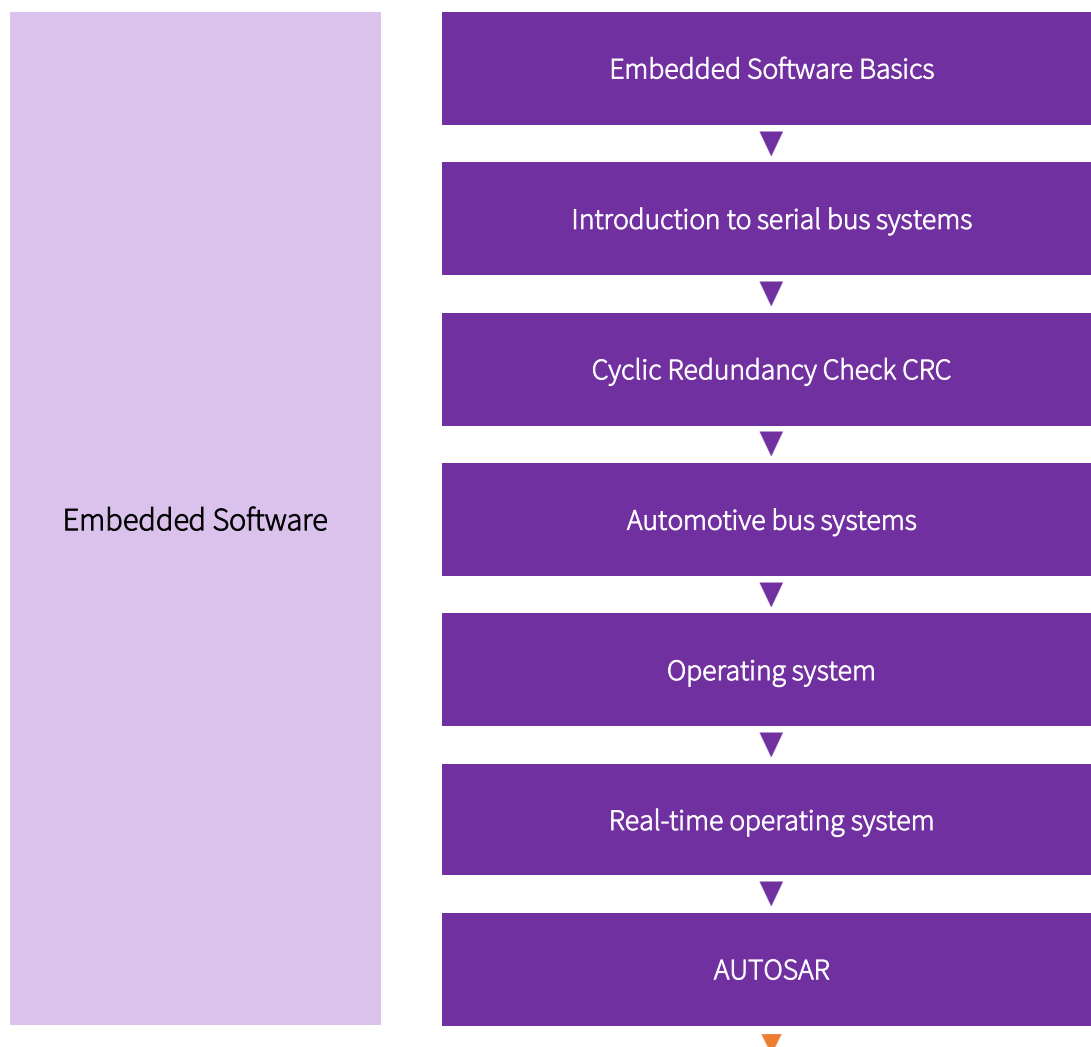 Embedded Software
Embedded Software Basics
Introduction to serial bus systems
Cyclic Redundancy Check CRC
Automotive bus systems
Operating system
Real-time operating system
AUTOSAR